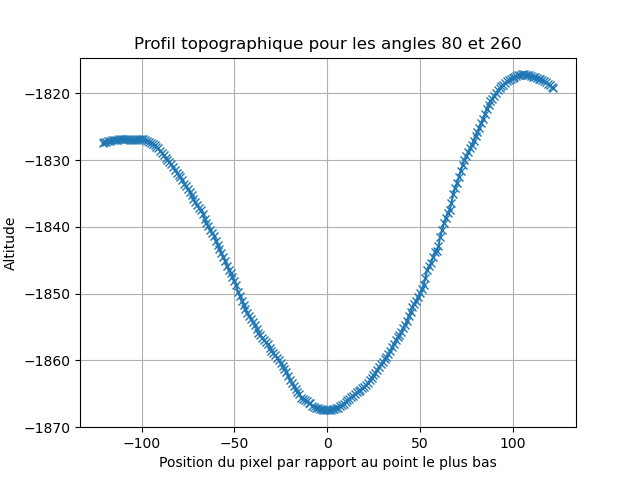 Profil topographique pour les angles 80 et 260
Altitude
−1820
−1830
−1840
−1850
−1860
−1870
−100 −50 0 50 100
Position du pixel par rapport au point le plus bas